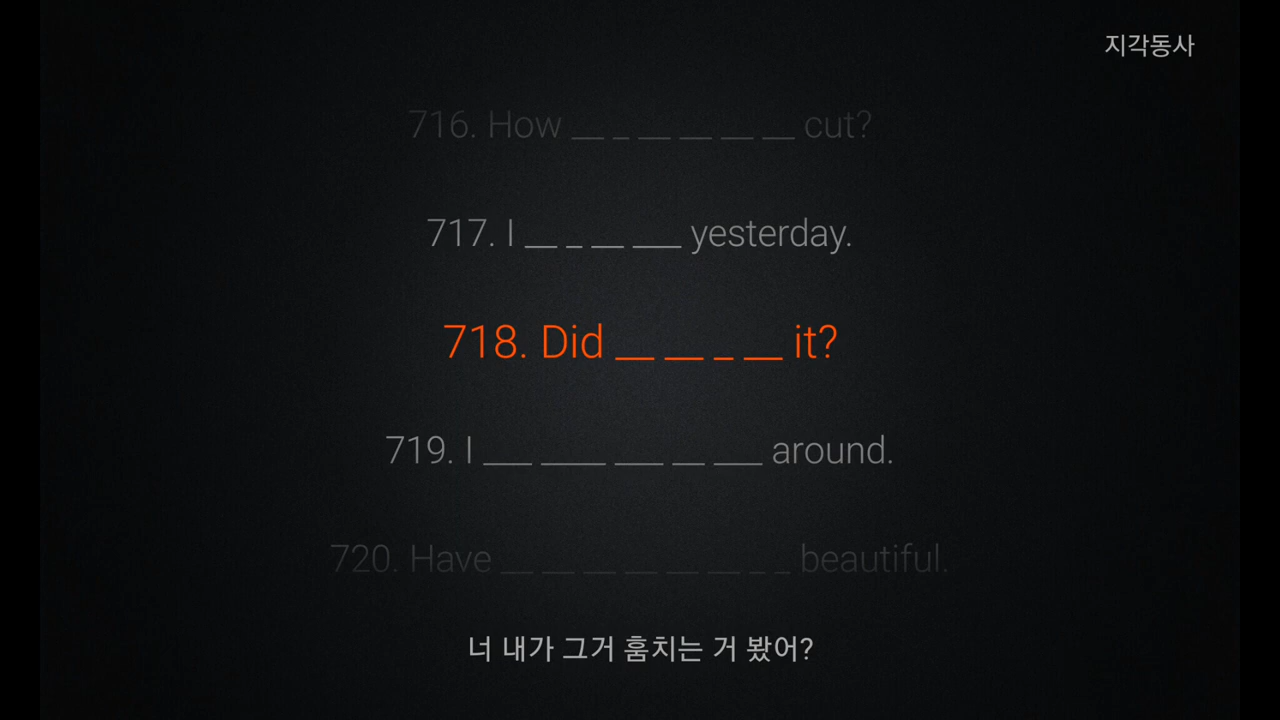 지각동사
716. How __ _ __ __ __ __ cut?
717. I __ _ __ ___ yesterday.
718. Did __ __ _ __ it?
719. I ___ ____ ___ __ ___ around.
720. Have __ __ __ __ __ __ _ _ beautiful.
너 내가 그거 훔치는 거 봤어?